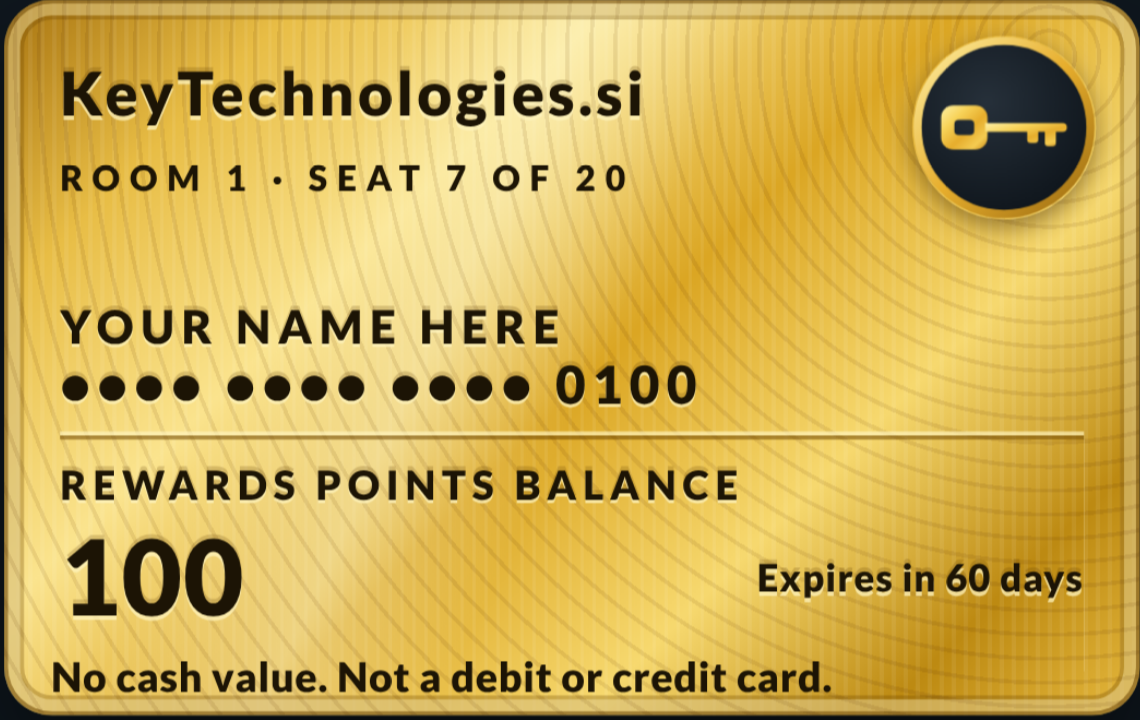 KeyTechnologies.si
ROOM 1 · SEAT 7 OF 20
YOUR NAME HERE
●●●● ●●●● ●●●● 0100
REWARDS POINTS BALANCE
100
Expires in 60 days
No cash value. Not a debit or credit card.